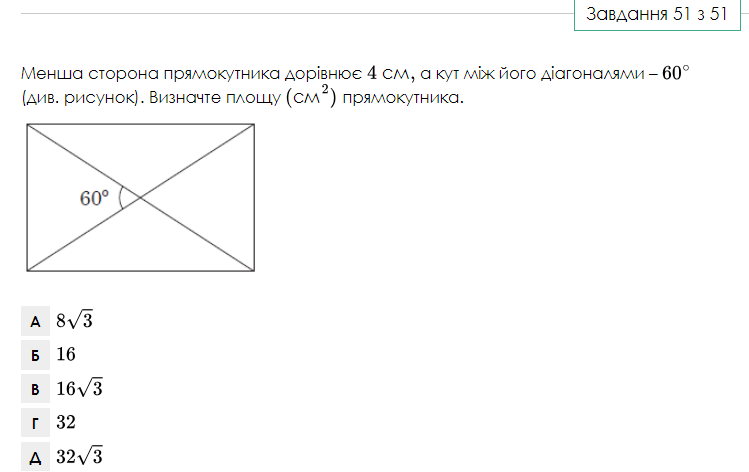 Завдання 51 з 51
Менша сторона прямокутника дорівнює 4 см, а кут між його діагоналями – 60°
(див. рисунок). Визначте площу (см²) прямокутника.
60°
А 8√3
Б 16
В 16√3
Г 32
Д 32√3